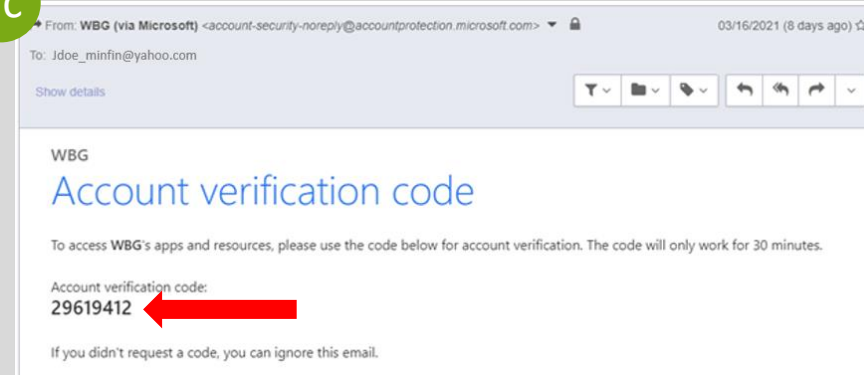 C
From: WBG (via Microsoft) <account-security-noreply@accountprotection.microsoft.com>
03/16/2021 (8 days ago)
To: Jdoe_minfin@yahoo.com
Show details
WBG
Account verification code
To access WBG's apps and resources, please use the code below for account verification. The code will only work for 30 minutes.
Account verification code:
29619412
If you didn't request a code, you can ignore this email.